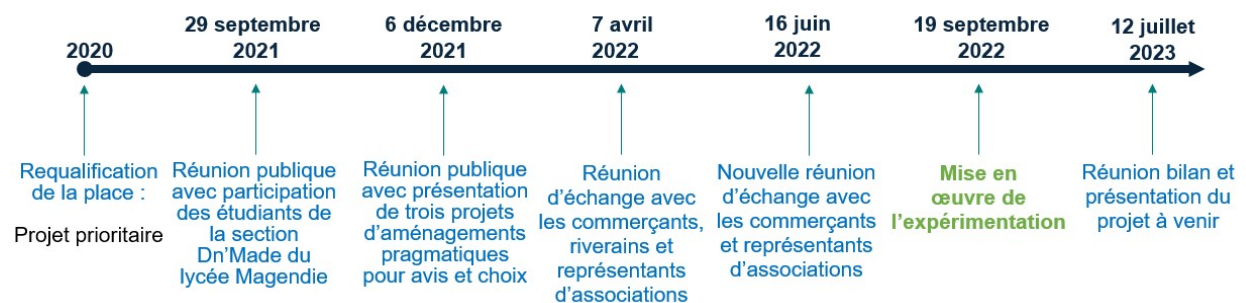 2020
29 septembre
2021
6 décembre
2021
7 avril
2022
16 juin
2022
19 septembre
2022
12 juillet
2023
Requalification
de la place :
Projet prioritaire
Réunion publique
avec participation
des étudiants de
la section
Dn'Made du
lycée Magendie
Réunion publique
avec présentation
de trois projets
d'aménagements
pragmatiques
pour avis et choix
Réunion
d'échange avec
les commerçants,
riverains et
représentants
d'associations
Nouvelle réunion
d'échange avec
les commerçants
et représentants
d'associations
Mise en
œuvre de
l'expérimentation
Réunion bilan et
présentation du
projet à venir